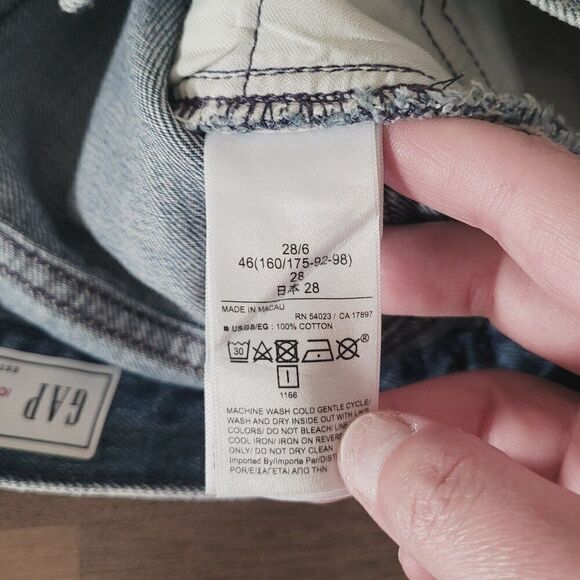 28/6
46(160/175-92-98)
28
日本 28
MADE IN MACAU
RN 54023 / CA 17897
US/GB/EG : 100% COTTON
30
®
I
1166
MACHINE WASH COLD GENTLE CYCLE/
WASH AND DRY INSIDE OUT WITH LIKE
COLORS/ DO NOT BLEACH/ LINE
COOL IRON/ IRON ON REVERSE
ONLY/ DO NOT DRY CLEAN
Imported By/Importe Par/DIST
POR/ΕΙΣΑΓΕΤΑΙ ΑΠΟ ΤΗΝ
GAP